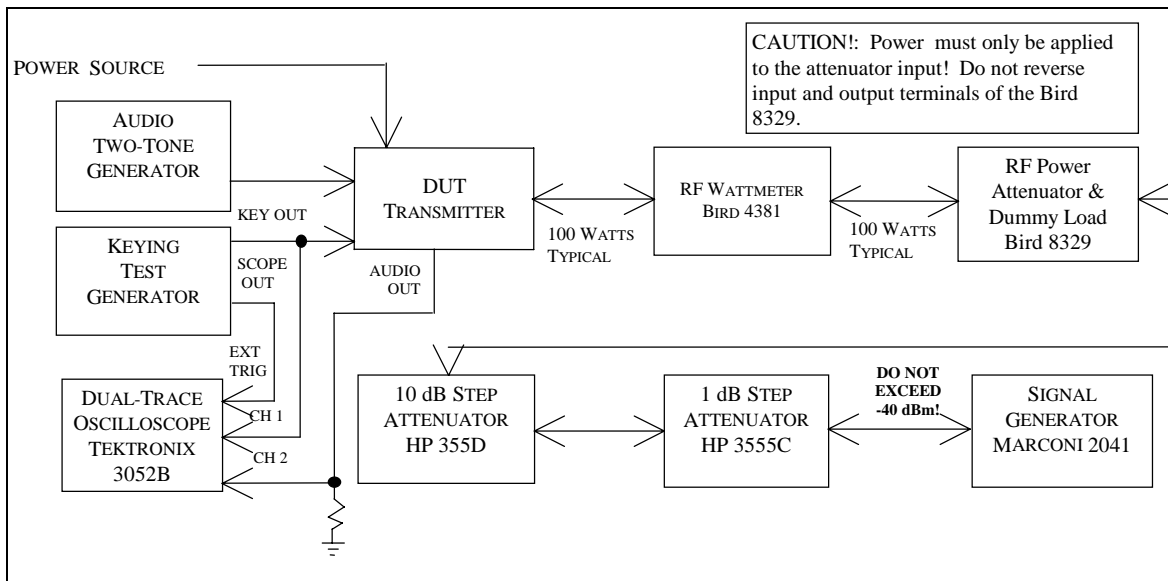 CAUTION!: Power must only be applied
to the attenuator input! Do not reverse
input and output terminals of the Bird
8329.
POWER SOURCE
AUDIO
TWO-TONE
GENERATOR
DUT
TRANSMITTER
RF WATTMETER
BIRD 4381
RF Power
Attenuator &
Dummy Load
Bird 8329
KEY OUT
100 WATTS
TYPICAL
100 WATTS
TYPICAL
KEYING
TEST
GENERATOR
SCOPE
OUT
AUDIO
OUT
EXT
TRIG
DUAL-TRACE
OSCILLOSCOPE
TEKTRONIX
3052B
CH 1
CH 2
10 dB STEP
ATTENUATOR
HP 355D
1 dB STEP
ATTENUATOR
HP 3555C
DO NOT
EXCEED
-40 dBm!
SIGNAL
GENERATOR
MARCONI 2041